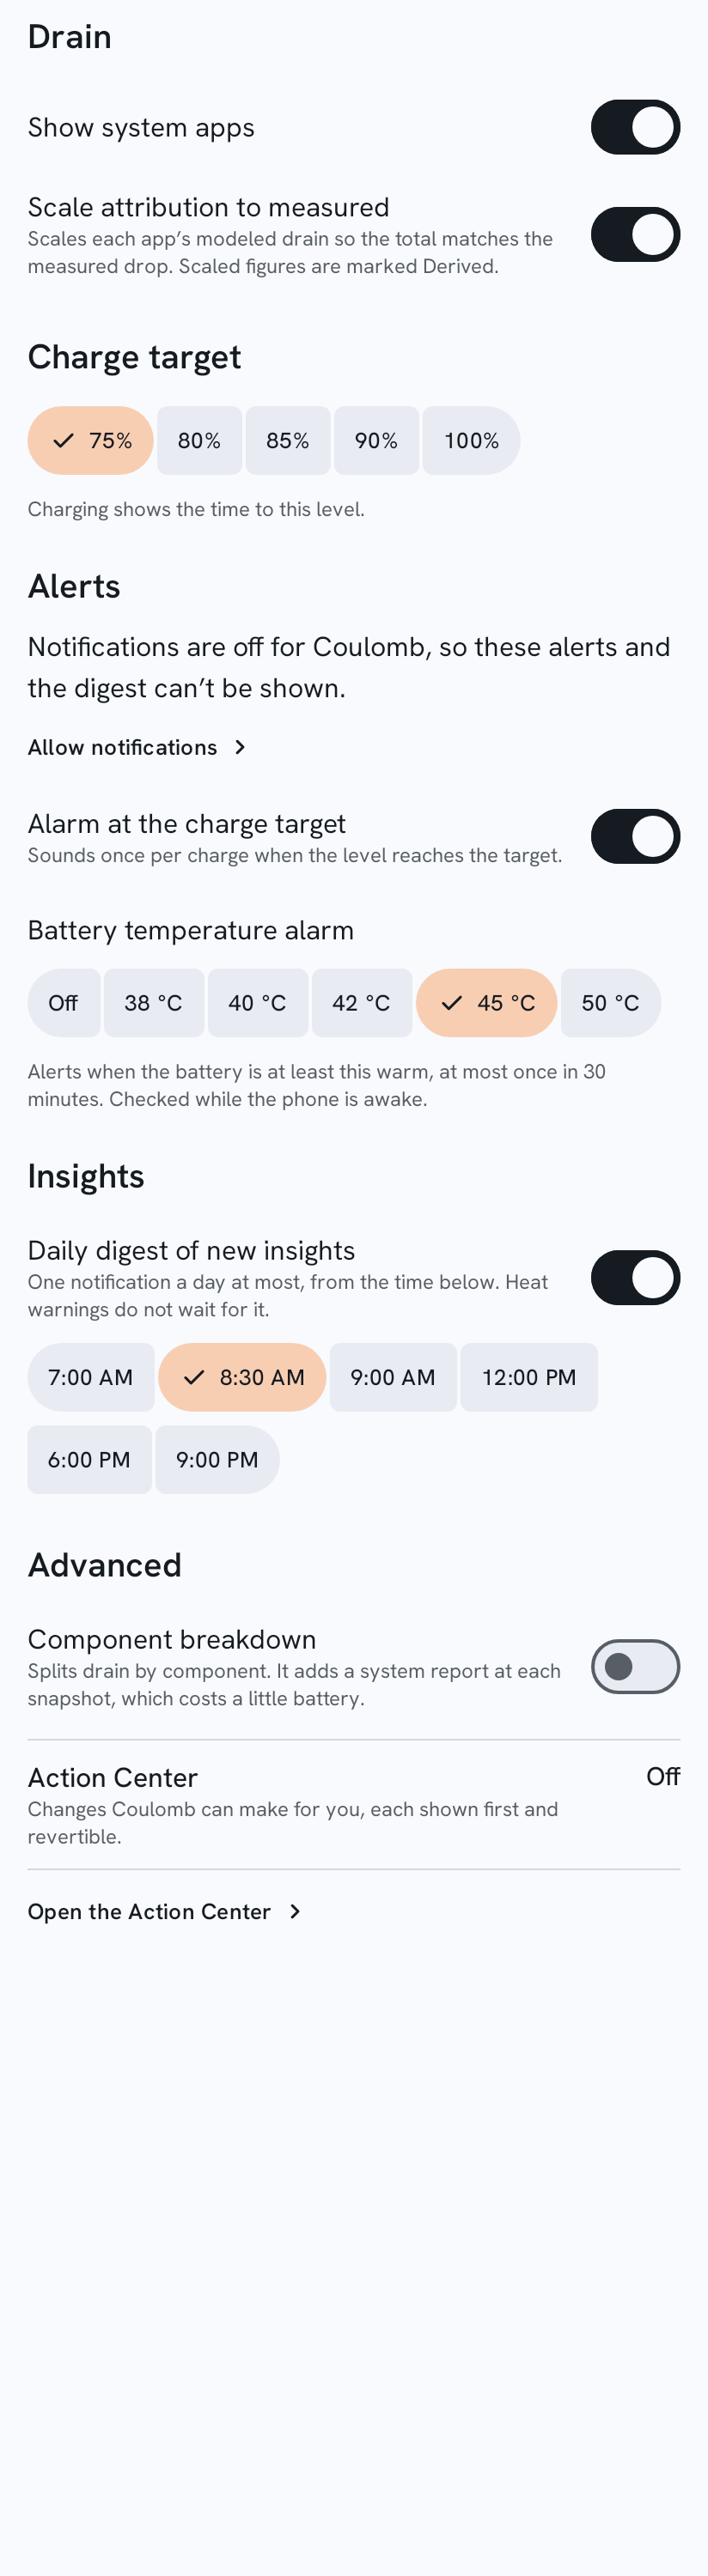 Drain
Show system apps
Scale attribution to measured
Scales each app’s modeled drain so the total matches the
measured drop. Scaled figures are marked Derived.
Charge target
75%
80%
85%
90%
100%
Charging shows the time to this level.
Alerts
Notifications are off for Coulomb, so these alerts and
the digest can’t be shown.
Allow notifications
Alarm at the charge target
Sounds once per charge when the level reaches the target.
Battery temperature alarm
Off
38 °C
40 °C
42 °C
45 °C
50 °C
Alerts when the battery is at least this warm, at most once in 30
minutes. Checked while the phone is awake.
Insights
Daily digest of new insights
One notification a day at most, from the time below. Heat
warnings do not wait for it.
7:00 AM
8:30 AM
9:00 AM
12:00 PM
6:00 PM
9:00 PM
Advanced
Component breakdown
Splits drain by component. It adds a system report at each
snapshot, which costs a little battery.
Action Center
Off
Changes Coulomb can make for you, each shown first and
revertible.
Open the Action Center